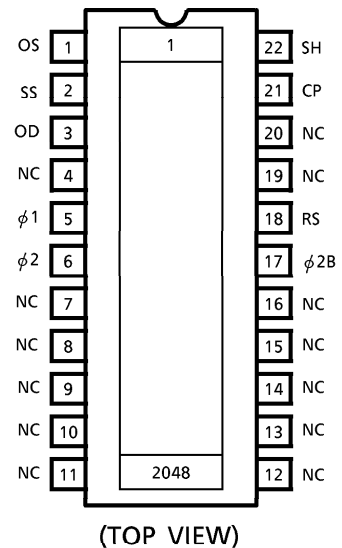 OS 1 1 22 SH
SS 2 21 CP
OD 3 20 NC
NC 4 19 NC
ϕ1 5 18 RS
ϕ2 6 17 ϕ2B
NC 7 16 NC
NC 8 15 NC
NC 9 14 NC
NC 10 13 NC
NC 11 2048 12 NC
(TOP VIEW)